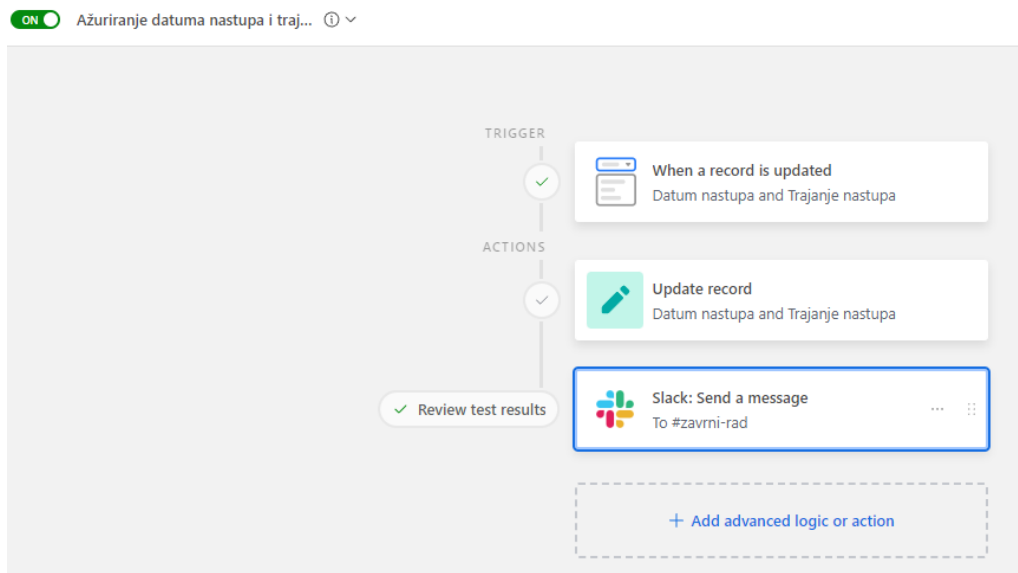 ON Ažuriranje datuma nastupa i traj...
TRIGGER
When a record is updated
Datum nastupa and Trajanje nastupa
ACTIONS
Update record
Datum nastupa and Trajanje nastupa
Review test results
Slack: Send a message
To #zavrni-rad
+ Add advanced logic or action